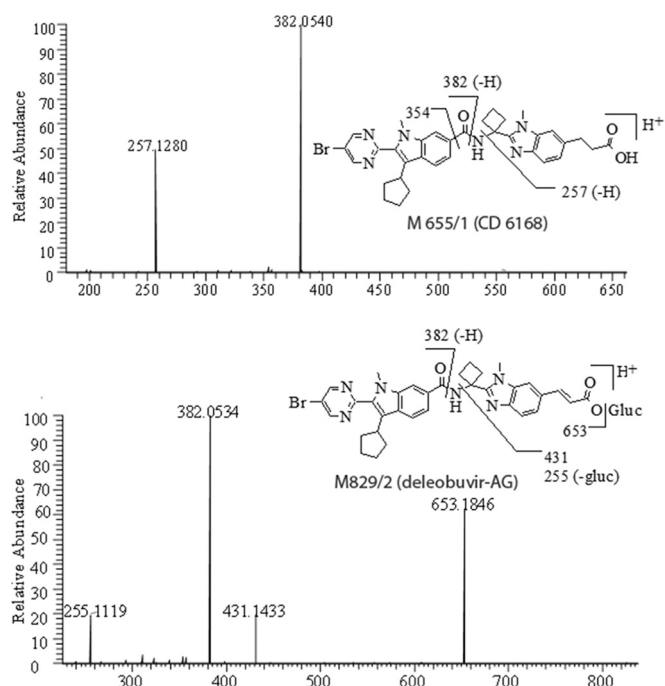 Relative Abundance
100
90
80
70
60
50
40
30
20
10
0
382.0540
257.1280
200 250 300 350 400 450 500 550 600 650
382 (-H)
354
O
N
H
N
N
N
Br
N
N
H+
O
OH
257 (-H)
M 655/1 (CD 6168)
Relative Abundance
100
90
80
70
60
50
40
30
20
10
0
382.0534
653.1846
431.1433
255.1119
300 400 500 600 700 800
382 (-H)
O
N
H
N
N
N
Br
N
N
H+
O
O Gluc
653
431
255 (-gluc)
M829/2 (deleobuvir-AG)